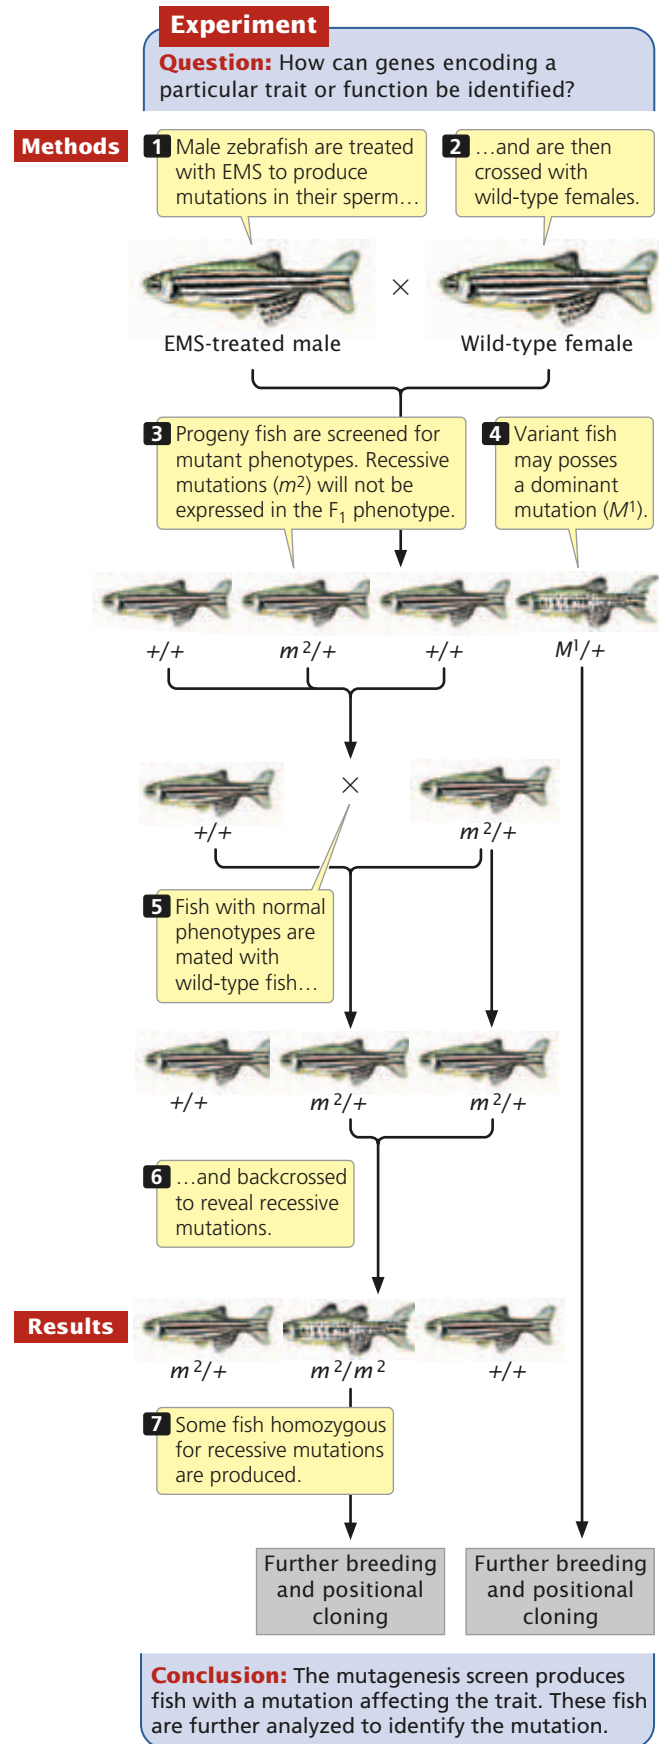 Experiment
Question: How can genes encoding a
particular trait or function be identified?
Methods
1 Male zebrafish are treated
with EMS to produce
mutations in their sperm…
2 …and are then
crossed with
wild-type females.
×
EMS-treated male
Wild-type female
3 Progeny fish are screened for
mutant phenotypes. Recessive
mutations (m²) will not be
expressed in the F₁ phenotype.
4 Variant fish
may posses
a dominant
mutation (M¹).
+/+
m²/+
+/+
M¹/+
×
+/+
m²/+
5 Fish with normal
phenotypes are
mated with
wild-type fish…
+/+
m²/+
m²/+
6 …and backcrossed
to reveal recessive
mutations.
Results
m²/+
m²/m²
+/+
7 Some fish homozygous
for recessive mutations
are produced.
Further breeding
and positional
cloning
Further breeding
and positional
cloning
Conclusion: The mutagenesis screen produces
fish with a mutation affecting the trait. These fish
are further analyzed to identify the mutation.